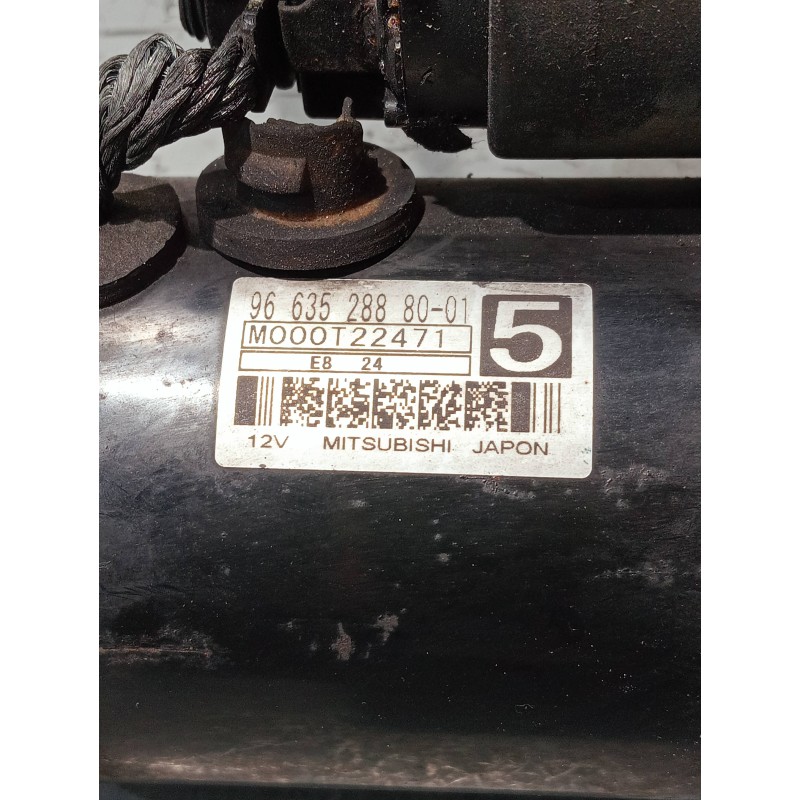 96 635 288 80-01
5
M000T22471
E8 24
12V MITSUBISHI JAPON